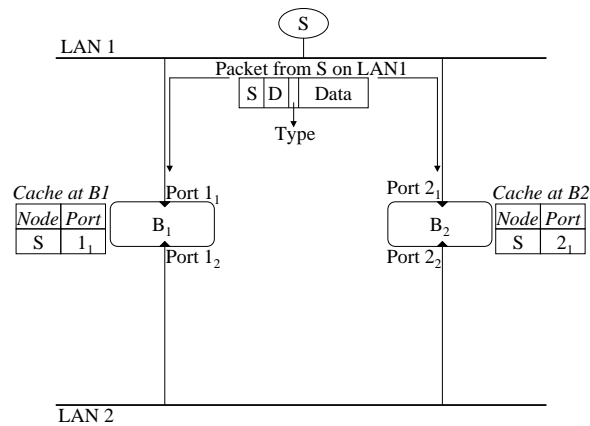 S
LAN 1
Packet from S on LAN1
S D Data
Type
Cache at B1
Node Port
S 1₁
Port 1₁
B₁
Port 1₂
Port 2₁
B₂
Port 2₂
Cache at B2
Node Port
S 2₁
LAN 2